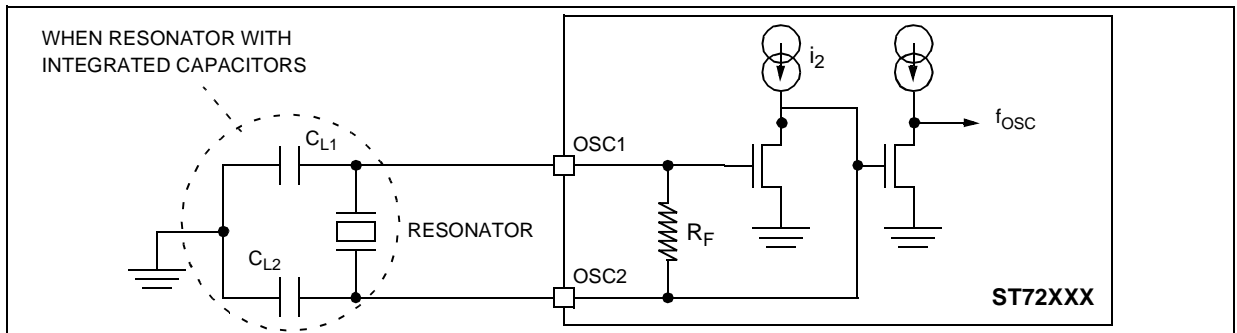 WHEN RESONATOR WITH
INTEGRATED CAPACITORS
i2
fOSC
CL1
OSC1
RESONATOR
RF
CL2
OSC2
ST72XXX